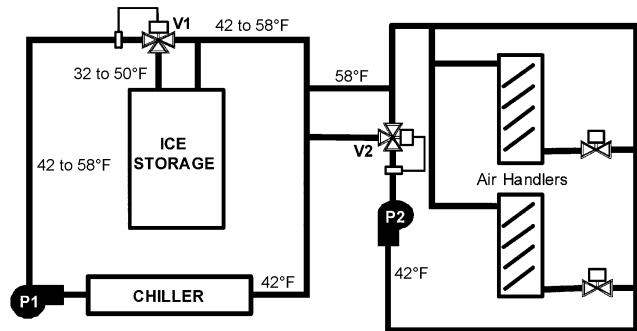 V1
42 to 58°F
32 to 50°F
58°F
ICE
STORAGE
V2
42 to 58°F
Air Handlers
P2
42°F
42°F
P1
CHILLER